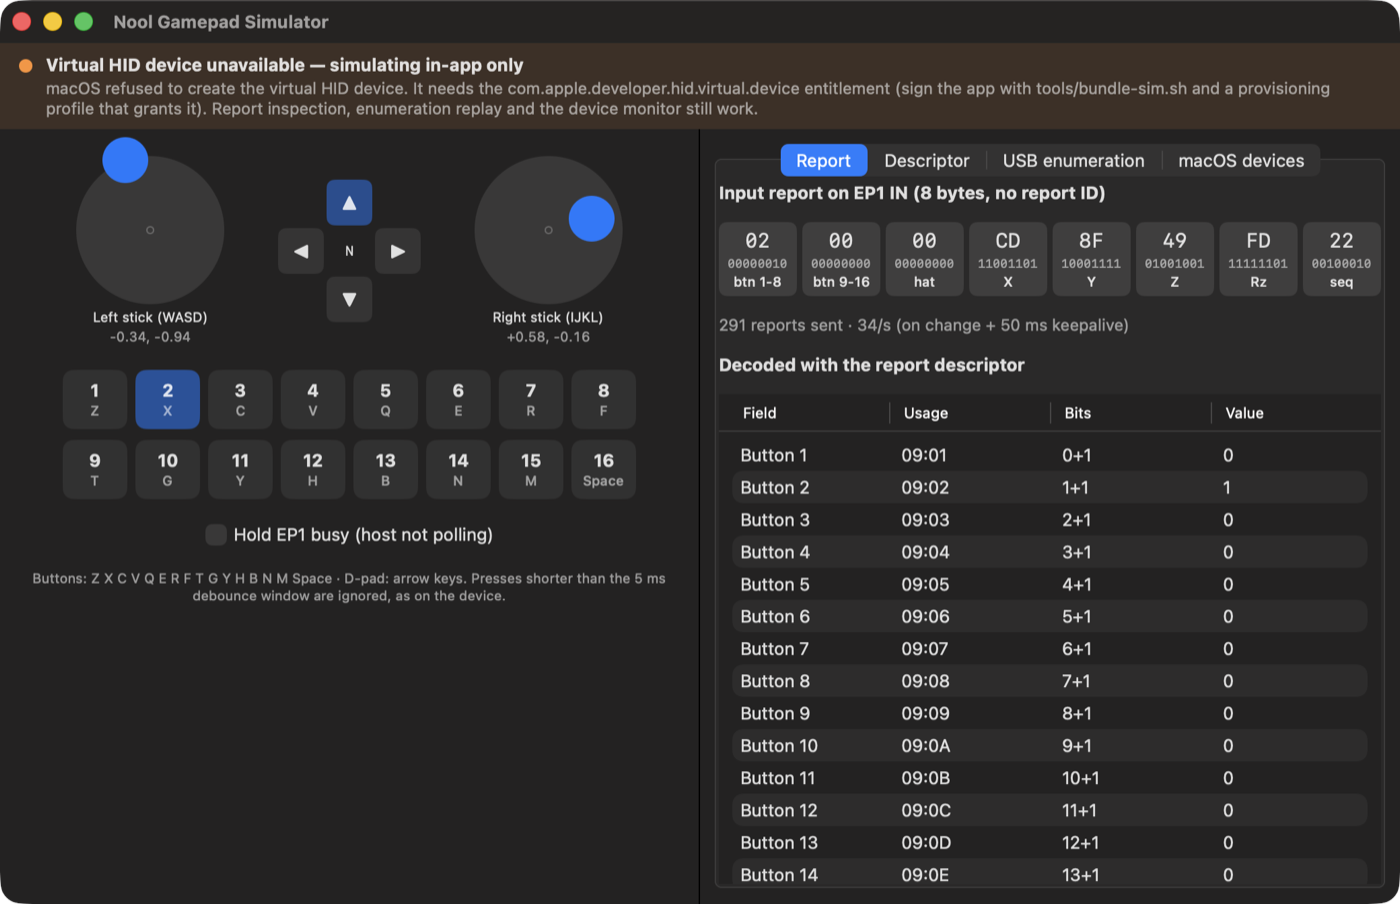 Nool Gamepad Simulator
Virtual HID device unavailable — simulating in-app only
macOS refused to create the virtual HID device. It needs the com.apple.developer.hid.virtual.device entitlement (sign the app with tools/bundle-sim.sh and a provisioning
profile that grants it). Report inspection, enumeration replay and the device monitor still work.
▲
◀ N ▶
▼
Left stick (WASD)
-0.34, -0.94
Right stick (IJKL)
+0.58, -0.16
1 2 3 4 5 6 7 8
Z X C V Q E R F
9 10 11 12 13 14 15 16
T G Y H B N M Space
Hold EP1 busy (host not polling)
Buttons: Z X C V Q E R F T G Y H B N M Space · D-pad: arrow keys. Presses shorter than the 5 ms
debounce window are ignored, as on the device.
Report Descriptor USB enumeration macOS devices
Input report on EP1 IN (8 bytes, no report ID)
02 00 00 CD 8F 49 FD 22
00000010 00000000 00000000 11001101 10001111 01001001 11111101 00100010
btn 1-8 btn 9-16 hat X Y Z Rz seq
291 reports sent · 34/s (on change + 50 ms keepalive)
Decoded with the report descriptor
Field Usage Bits Value
Button 1 09:01 0+1 0
Button 2 09:02 1+1 1
Button 3 09:03 2+1 0
Button 4 09:04 3+1 0
Button 5 09:05 4+1 0
Button 6 09:06 5+1 0
Button 7 09:07 6+1 0
Button 8 09:08 7+1 0
Button 9 09:09 8+1 0
Button 10 09:0A 9+1 0
Button 11 09:0B 10+1 0
Button 12 09:0C 11+1 0
Button 13 09:0D 12+1 0
Button 14 09:0E 13+1 0